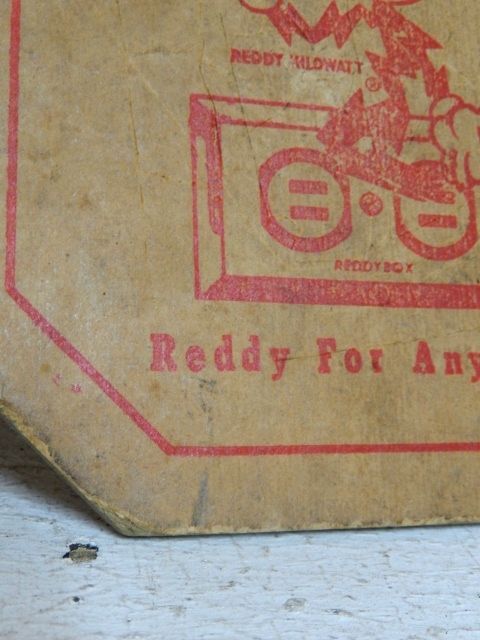 REDDY KILOWATT
®
®
REDDYBOX
Reddy For Any